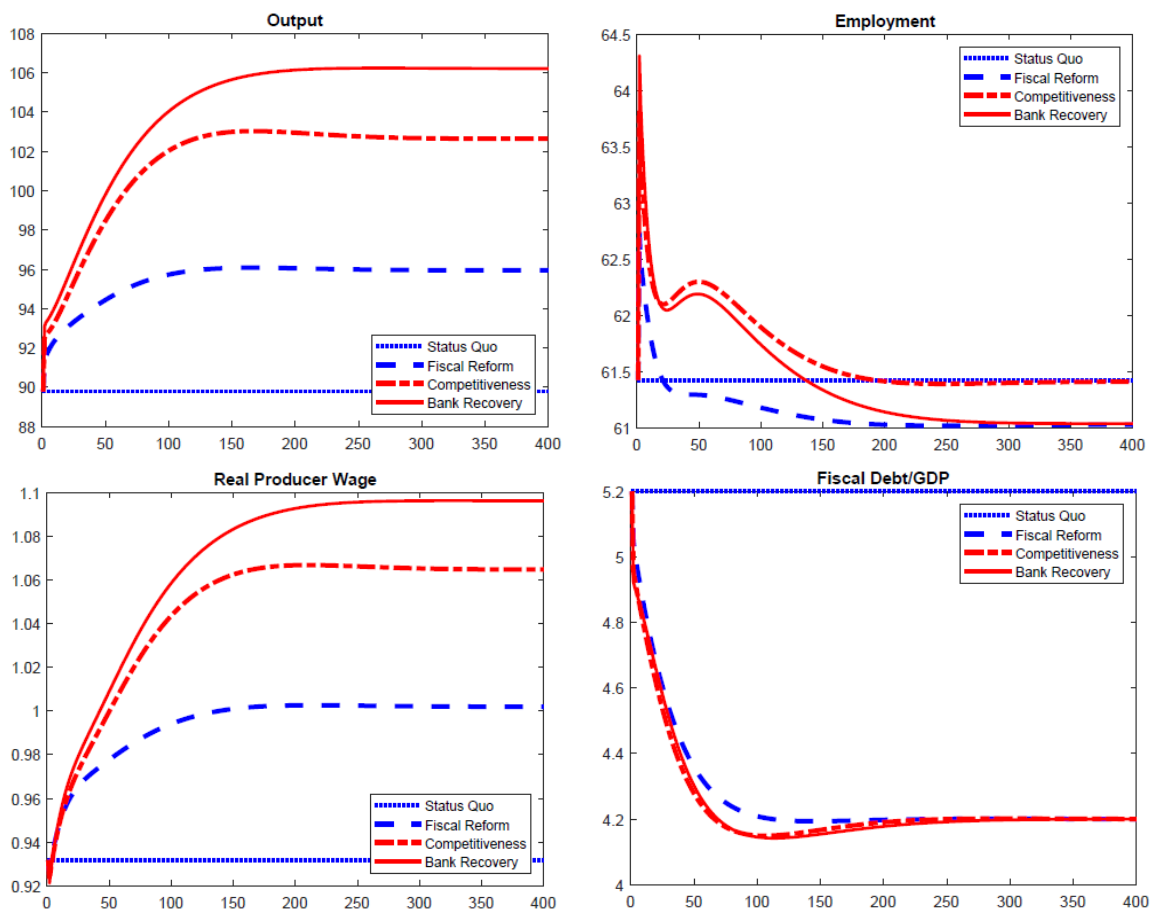 Output
108
106
104
102
100
98
96
94
92
90
88
0 50 100 150 200 250 300 350 400
Status Quo
Fiscal Reform
Competitiveness
Bank Recovery
Employment
64.5
64
63.5
63
62.5
62
61.5
61
0 50 100 150 200 250 300 350 400
Status Quo
Fiscal Reform
Competitiveness
Bank Recovery
Real Producer Wage
1.1
1.08
1.06
1.04
1.02
1
0.98
0.96
0.94
0.92
0 50 100 150 200 250 300 350 400
Status Quo
Fiscal Reform
Competitiveness
Bank Recovery
Fiscal Debt/GDP
5.2
5
4.8
4.6
4.4
4.2
4
0 50 100 150 200 250 300 350 400
Status Quo
Fiscal Reform
Competitiveness
Bank Recovery